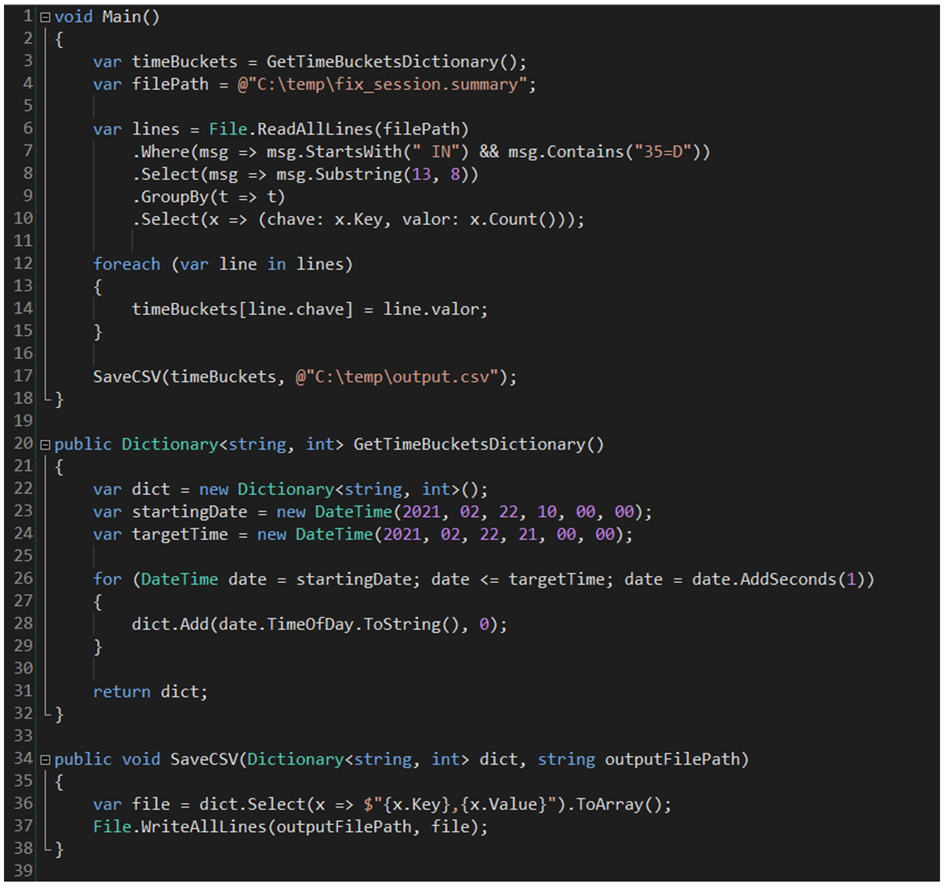 1 void Main()
2 {
3 var timeBuckets = GetTimeBucketsDictionary();
4 var filePath = @"C:\temp\fix_session.summary";
5
6 var lines = File.ReadAllLines(filePath)
7 .Where(msg => msg.StartsWith(" IN") && msg.Contains("35=D"))
8 .Select(msg => msg.Substring(13, 8))
9 .GroupBy(t => t)
10 .Select(x => (chave: x.Key, valor: x.Count()));
11
12 foreach (var line in lines)
13 {
14 timeBuckets[line.chave] = line.valor;
15 }
16
17 SaveCSV(timeBuckets, @"C:\temp\output.csv");
18 }
19
20 public Dictionary<string, int> GetTimeBucketsDictionary()
21 {
22 var dict = new Dictionary<string, int>();
23 var startingDate = new DateTime(2021, 02, 22, 10, 00, 00);
24 var targetTime = new DateTime(2021, 02, 22, 21, 00, 00);
25
26 for (DateTime date = startingDate; date <= targetTime; date = date.AddSeconds(1))
27 {
28 dict.Add(date.TimeOfDay.ToString(), 0);
29 }
30
31 return dict;
32 }
33
34 public void SaveCSV(Dictionary<string, int> dict, string outputFilePath)
35 {
36 var file = dict.Select(x => $"{x.Key},{x.Value}").ToArray();
37 File.WriteAllLines(outputFilePath, file);
38 }
39